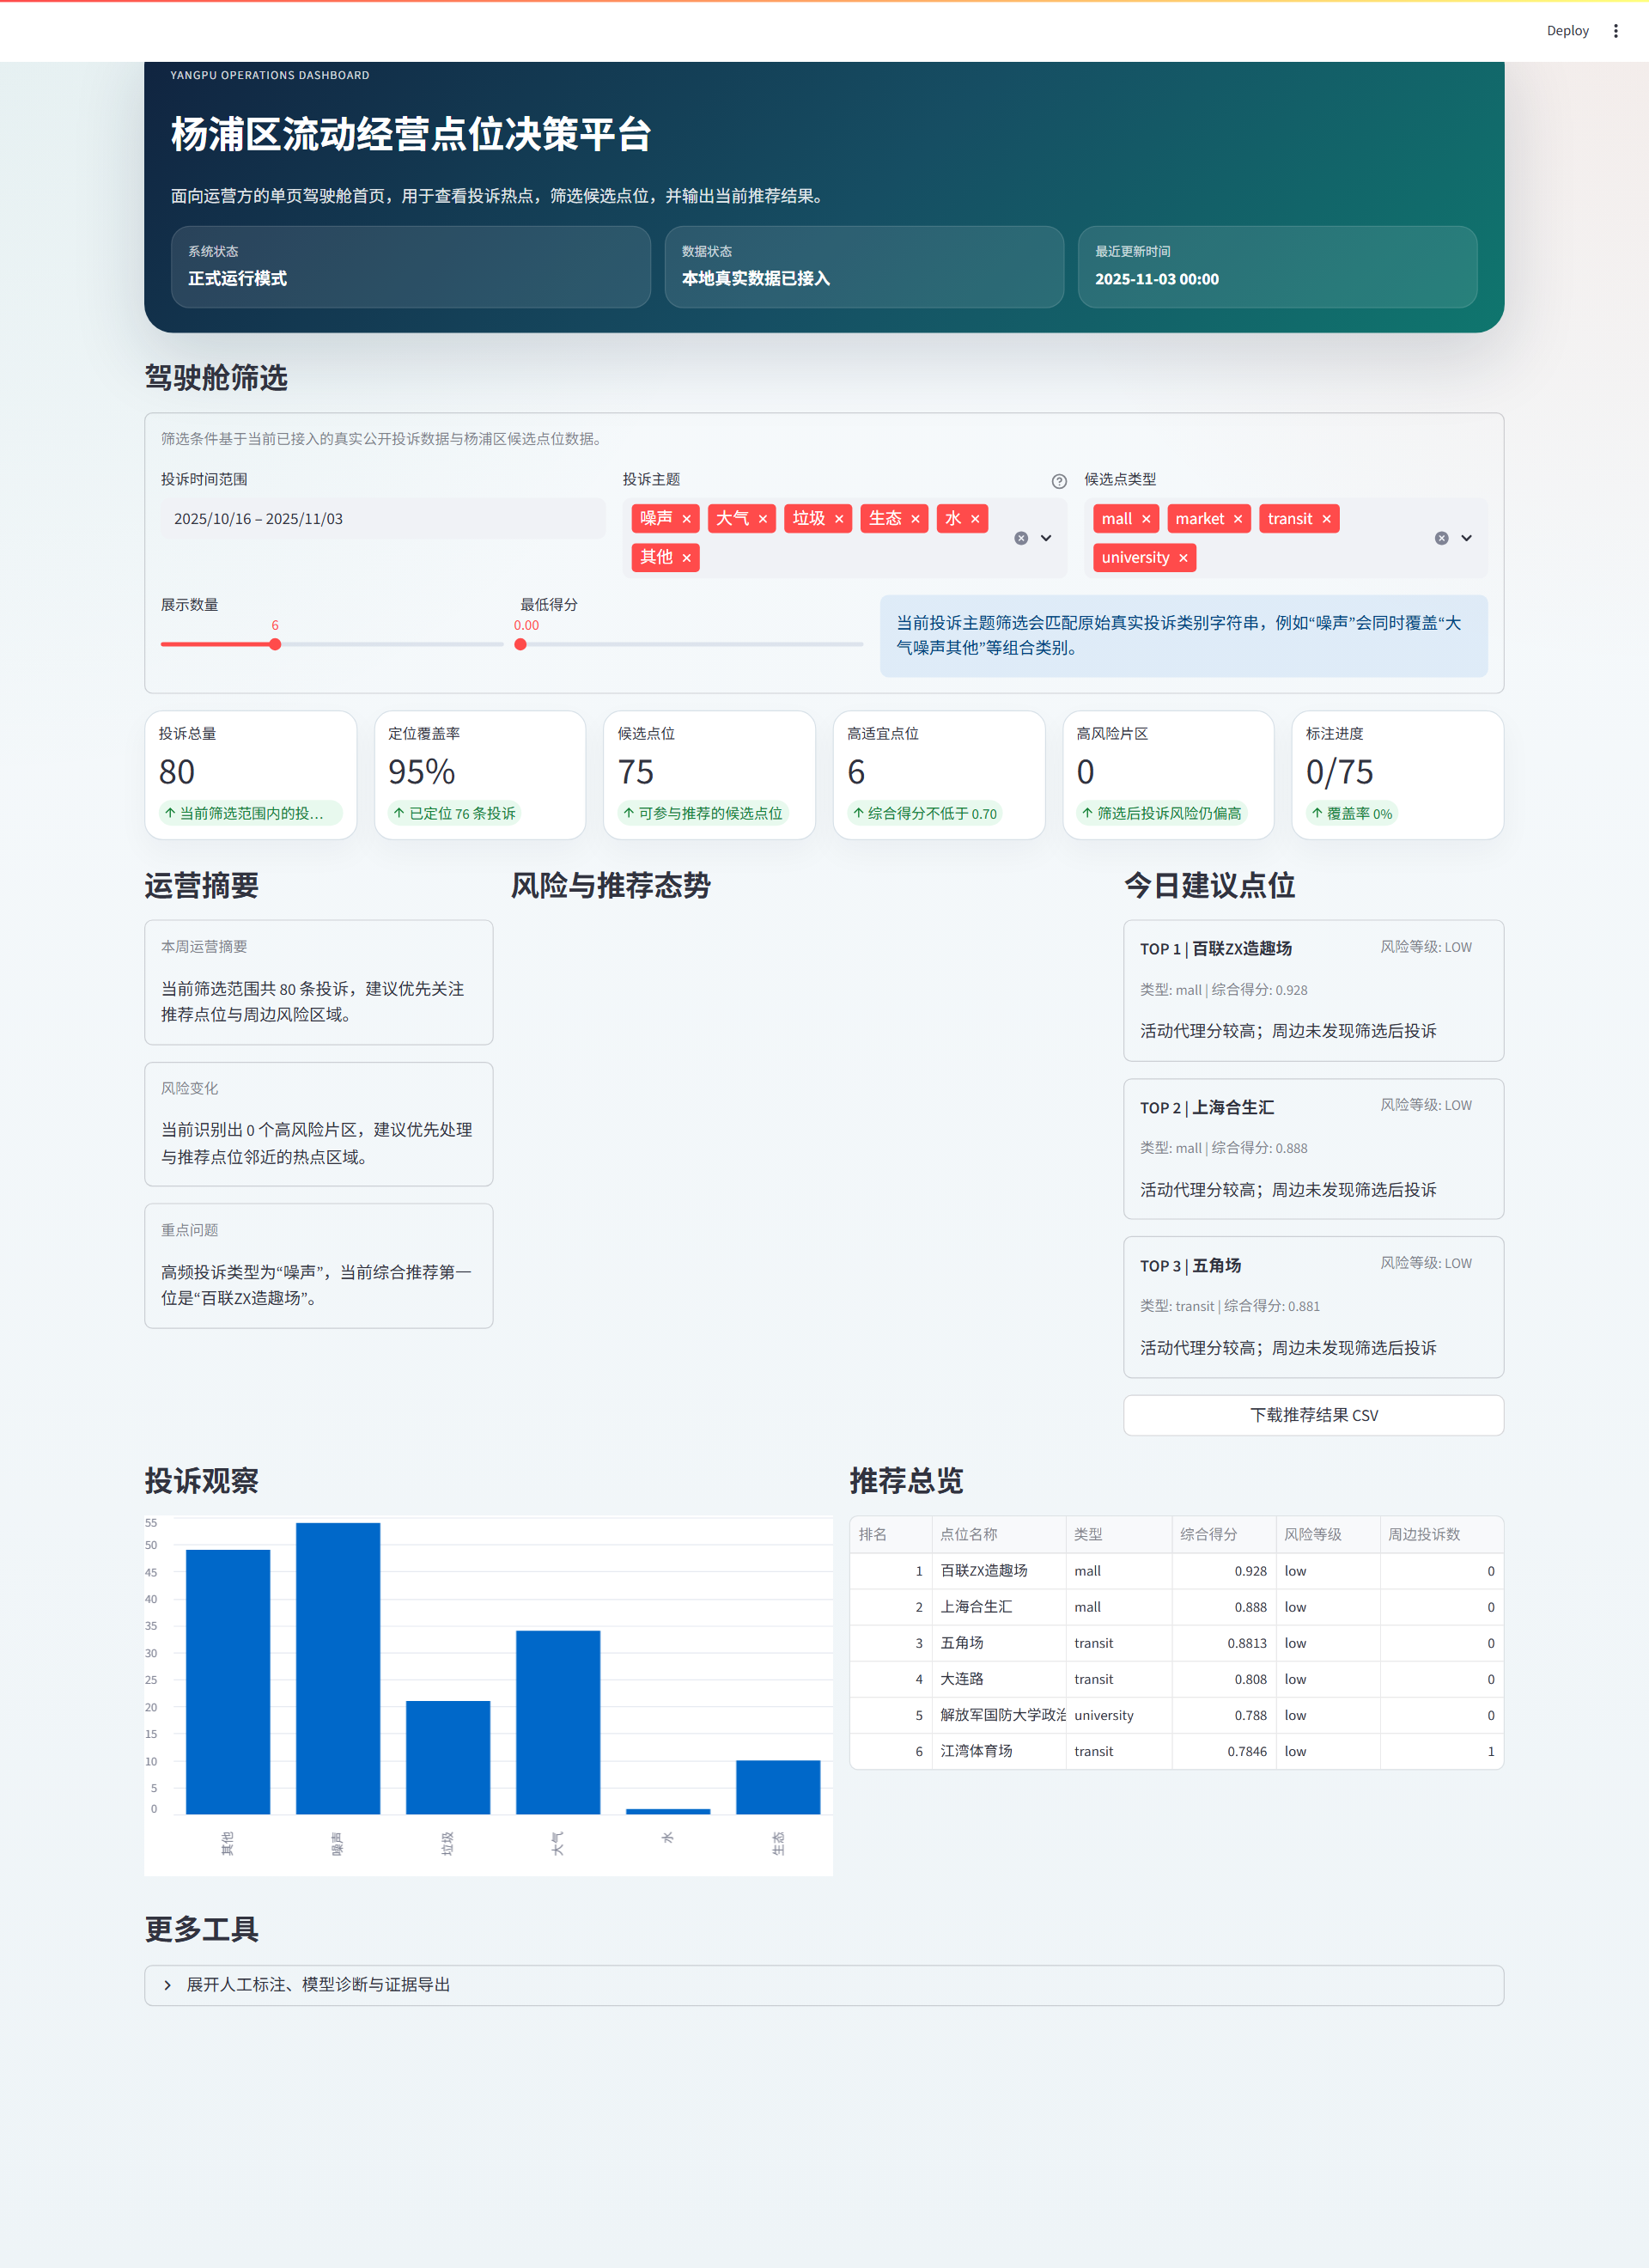 Deploy
YANGPU OPERATIONS DASHBOARD
杨浦区流动经营点位决策平台
面向运营方的单页驾驶舱首页，用于查看投诉热点，筛选候选点位，并输出当前推荐结果。
系统状态
正式运行模式
数据状态
本地真实数据已接入
最近更新时间
2025-11-03 00:00
驾驶舱筛选
筛选条件基于当前已接入的真实公开投诉数据与杨浦区候选点位数据。
投诉时间范围
2025/10/16 – 2025/11/03
投诉主题
噪声 × 大气 × 垃圾 × 生态 × 水 ×
其他 ×
候选点类型
mall × market × transit ×
university ×
展示数量
6
最低得分
0.00
当前投诉主题筛选会匹配原始真实投诉类别字符串，例如“噪声”会同时覆盖“大
气噪声其他”等组合类别。
投诉总量
80
↑ 当前筛选范围内的投…
定位覆盖率
95%
↑ 已定位 76 条投诉
候选点位
75
↑ 可参与推荐的候选点位
高适宜点位
6
↑ 综合得分不低于 0.70
高风险片区
0
↑ 筛选后投诉风险仍偏高
标注进度
0/75
↑ 覆盖率 0%
运营摘要
本周运营摘要
当前筛选范围共 80 条投诉，建议优先关注
推荐点位与周边风险区域。
风险变化
当前识别出 0 个高风险片区，建议优先处理
与推荐点位邻近的热点区域。
重点问题
高频投诉类型为“噪声”，当前综合推荐第一
位是“百联ZX造趣场”。
风险与推荐态势
今日建议点位
TOP 1 | 百联ZX造趣场 风险等级: LOW
类型: mall | 综合得分: 0.928
活动代理分较高；周边未发现筛选后投诉
TOP 2 | 上海合生汇 风险等级: LOW
类型: mall | 综合得分: 0.888
活动代理分较高；周边未发现筛选后投诉
TOP 3 | 五角场 风险等级: LOW
类型: transit | 综合得分: 0.881
活动代理分较高；周边未发现筛选后投诉
下载推荐结果 CSV
投诉观察
55
50
45
40
35
30
25
20
15
10
5
0
其他 噪声 垃圾 大气 水 生态
推荐总览
排名 点位名称 类型 综合得分 风险等级 周边投诉数
1 百联ZX造趣场 mall 0.928 low 0
2 上海合生汇 mall 0.888 low 0
3 五角场 transit 0.8813 low 0
4 大连路 transit 0.808 low 0
5 解放军国防大学政治 university 0.788 low 0
6 江湾体育场 transit 0.7846 low 1
更多工具
展开人工标注、模型诊断与证据导出